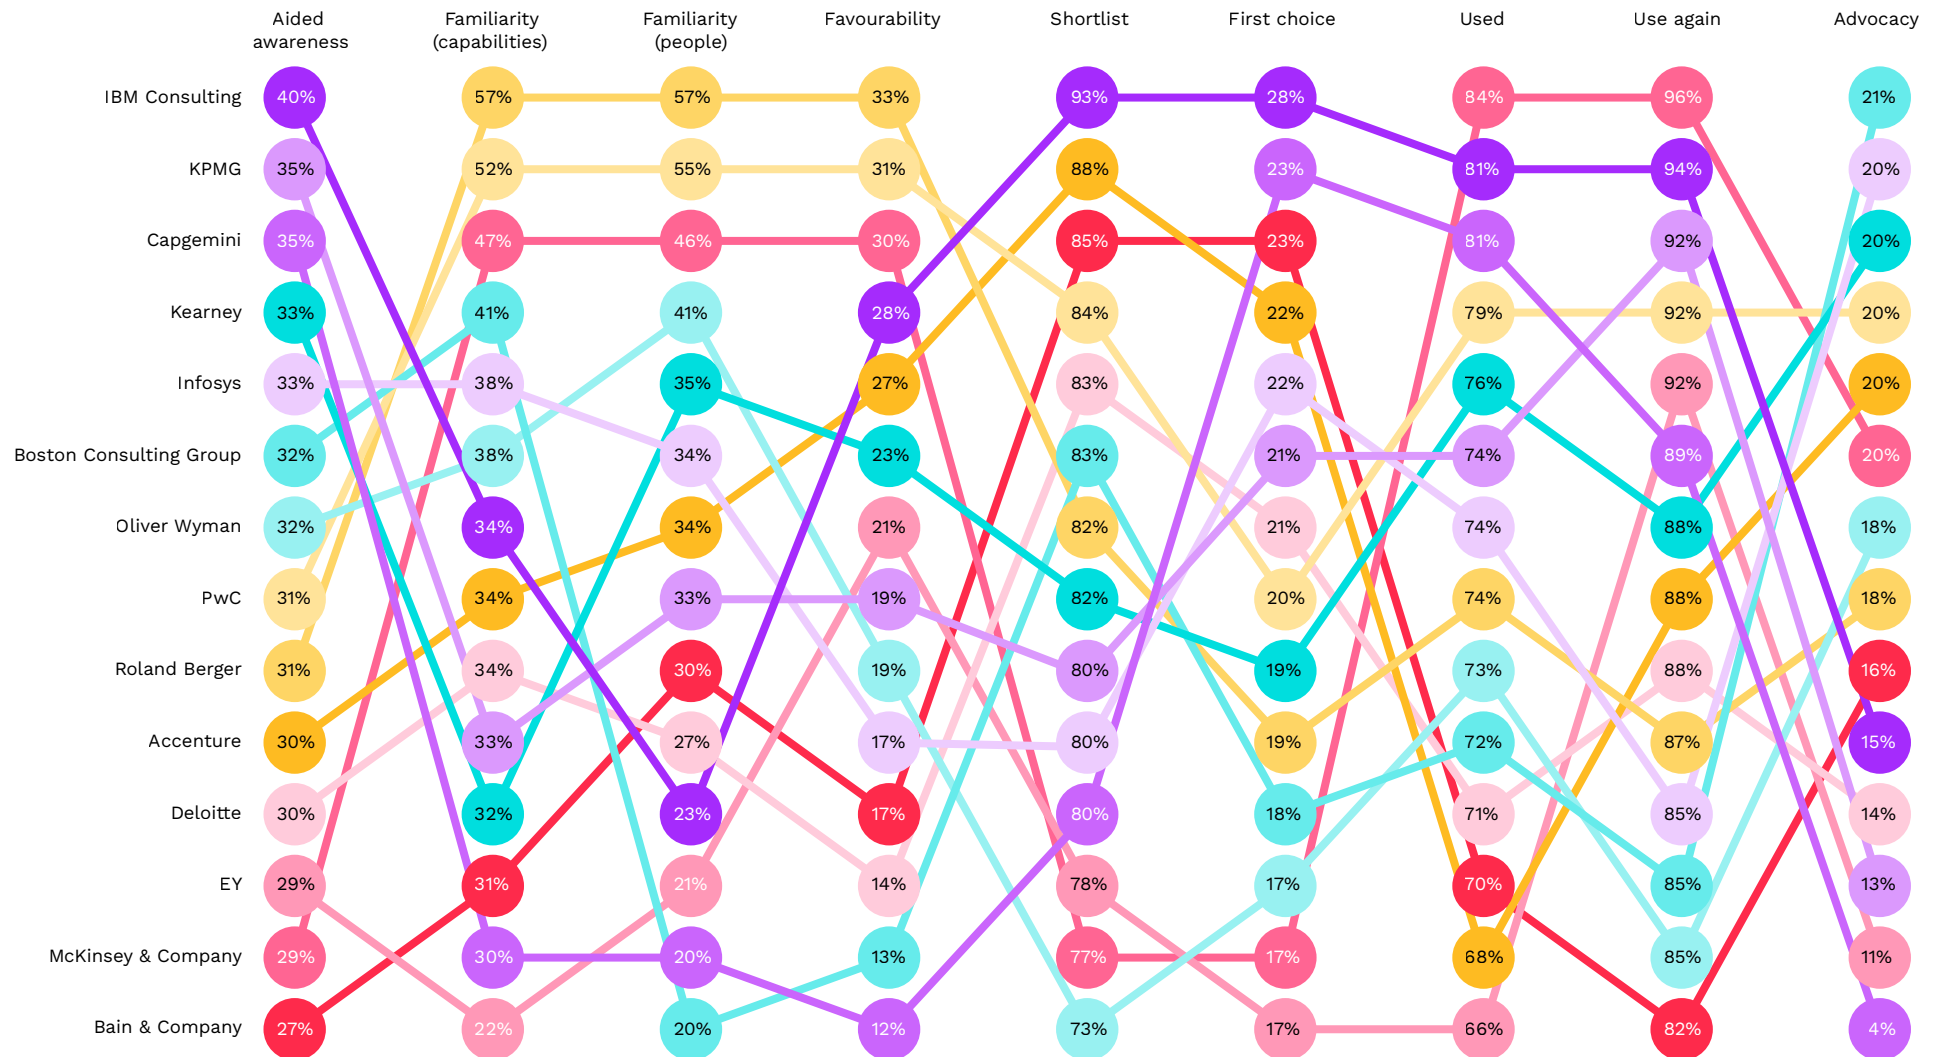 Aided awareness
Familiarity (capabilities)
Familiarity (people)
Favourability
Shortlist
First choice
Used
Use again
Advocacy
IBM Consulting 40% 57% 57% 33% 93% 28% 84% 96% 21%
KPMG 35% 52% 55% 31% 88% 23% 81% 94% 20%
Capgemini 35% 47% 46% 30% 85% 23% 81% 92% 20%
Kearney 33% 41% 41% 28% 84% 22% 79% 92% 20%
Infosys 33% 38% 35% 27% 83% 22% 76% 92% 20%
Boston Consulting Group 32% 38% 34% 23% 83% 21% 74% 89% 20%
Oliver Wyman 32% 34% 34% 21% 82% 21% 74% 88% 18%
PwC 31% 34% 33% 19% 82% 20% 74% 88% 18%
Roland Berger 31% 34% 30% 19% 80% 19% 73% 88% 16%
Accenture 30% 33% 27% 17% 80% 19% 72% 87% 15%
Deloitte 30% 32% 23% 17% 80% 18% 71% 85% 14%
EY 29% 31% 21% 14% 78% 17% 70% 85% 13%
McKinsey & Company 29% 30% 20% 13% 77% 17% 68% 85% 11%
Bain & Company 27% 22% 20% 12% 73% 17% 66% 82% 4%